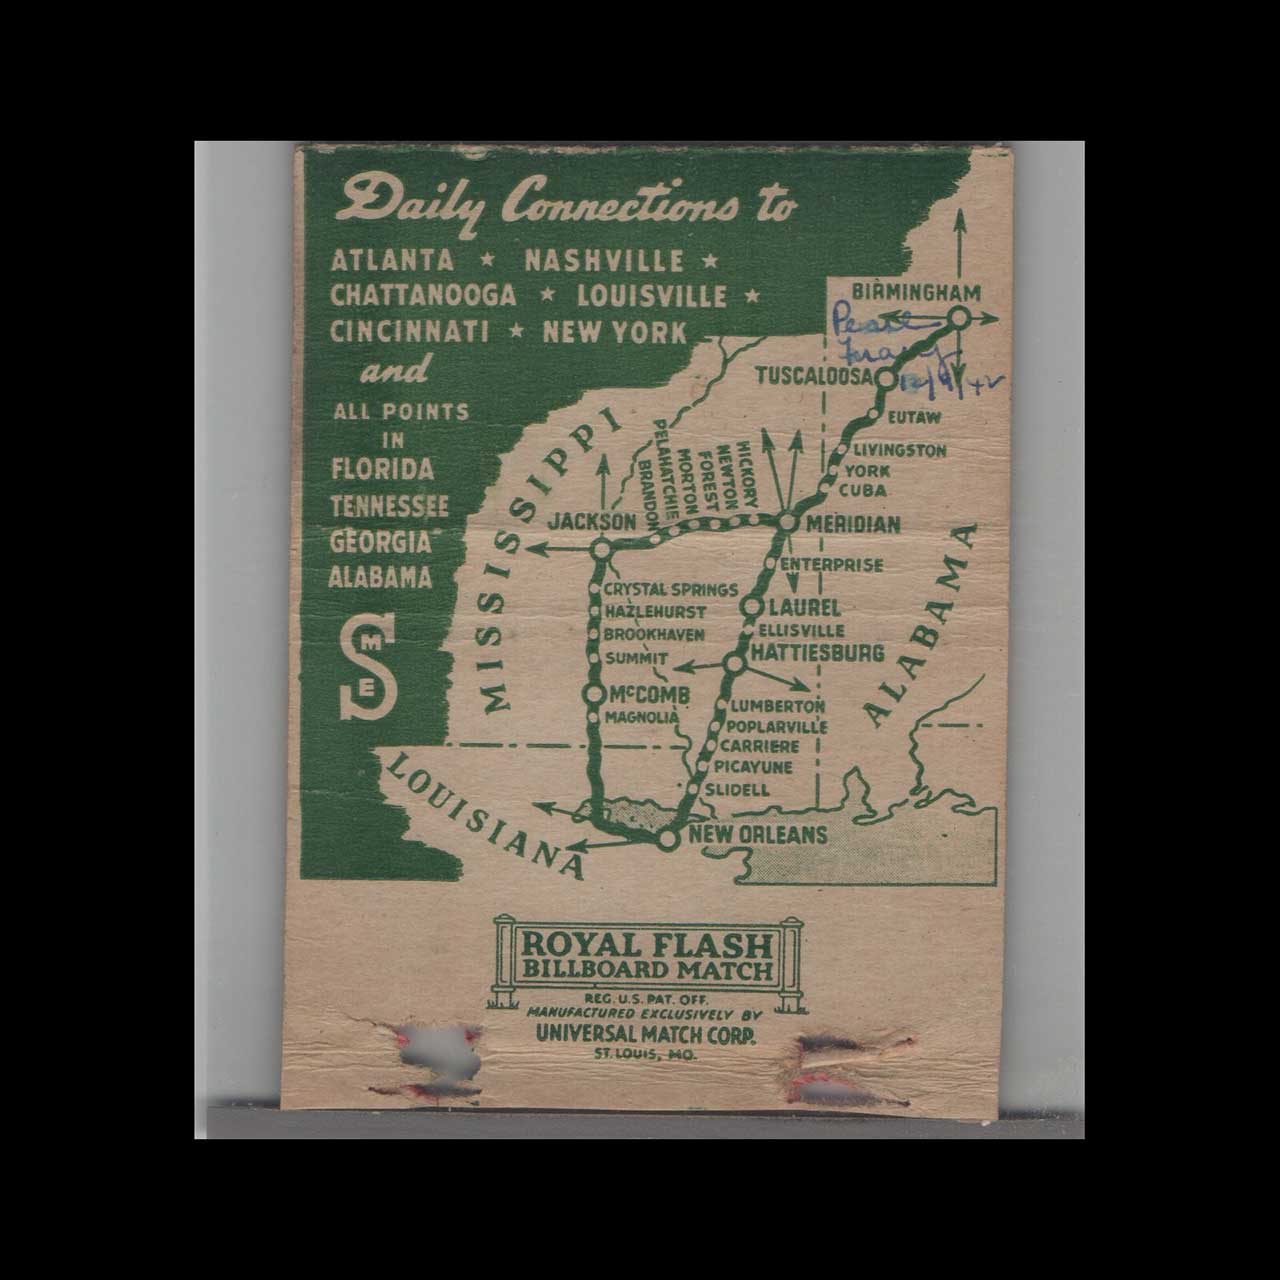 Daily Connections to
ATLANTA ★ NASHVILLE ★
CHATTANOOGA ★ LOUISVILLE ★
CINCINNATI ★ NEW YORK
and
ALL POINTS
IN
FLORIDA
TENNESSEE
GEORGIA
ALABAMA
SME
BIRMINGHAM
Pearl
TUSCALOOSA
EUTAW
LIVINGSTON
YORK
CUBA
MERIDIAN
HICKORY
NEWTON
FOREST
MORTON
PELAHATCHIE
BRANDON
JACKSON
MISSISSIPPI
ENTERPRISE
CRYSTAL SPRINGS
LAUREL
HAZLEHURST
ELLISVILLE
BROOKHAVEN
HATTIESBURG
SUMMIT
McCOMB
LUMBERTON
MAGNOLIA
POPLARVILLE
CARRIERE
PICAYUNE
SLIDELL
ALABAMA
LOUISIANA
NEW ORLEANS
ROYAL FLASH
BILLBOARD MATCH
REG. U.S. PAT. OFF.
MANUFACTURED EXCLUSIVELY BY
UNIVERSAL MATCH CORP.
ST. LOUIS, MO.